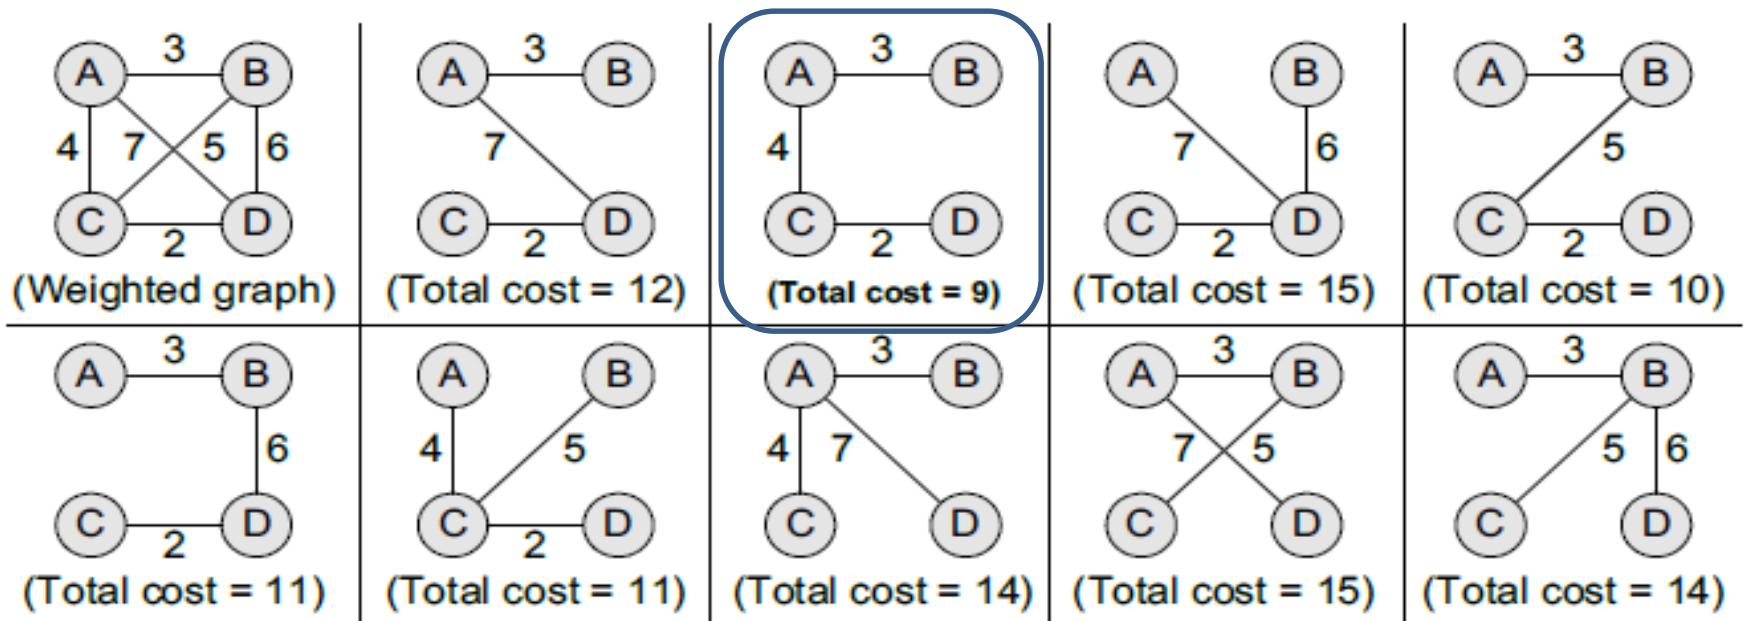 3
A B
4 7 5 6
C D
2
(Weighted graph)
3
A B
7
C D
2
(Total cost = 12)
3
A B
4
C D
2
(Total cost = 9)
A B
7 6
C D
2
(Total cost = 15)
3
A B
5
C D
2
(Total cost = 10)
3
A B
6
C D
2
(Total cost = 11)
A B
4 5
C D
2
(Total cost = 11)
3
A B
4 7
C D
(Total cost = 14)
3
A B
7 5
C D
(Total cost = 15)
3
A B
5 6
C D
(Total cost = 14)